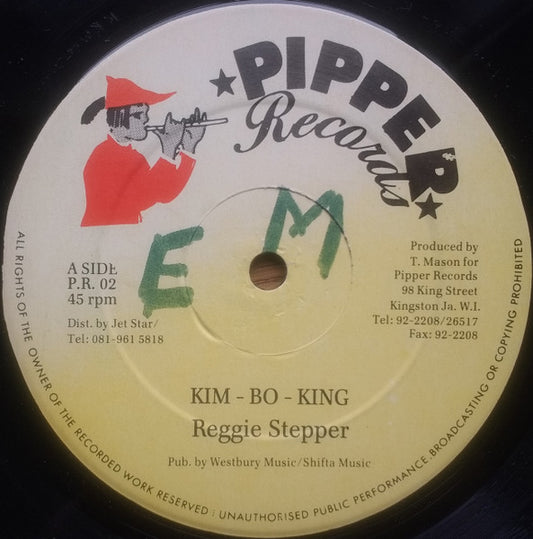 PIPPER
Records
E M
A SIDE
P.R. 02
45 rpm
Dist. by Jet Star/
Tel: 081-961 5818
Produced by
T. Mason for
Pipper Records
98 King Street
Kingston Ja. W.I.
Tel: 92-2208/26517
Fax: 92-2208
KIM - BO - KING
Reggie Stepper
Pub. by Westbury Music/Shifta Music
ALL RIGHTS OF THE OWNER OF THE RECORDED WORK RESERVED : UNAUTHORISED PUBLIC PERFORMANCE, BROADCASTING OR COPYING PROHIBITED